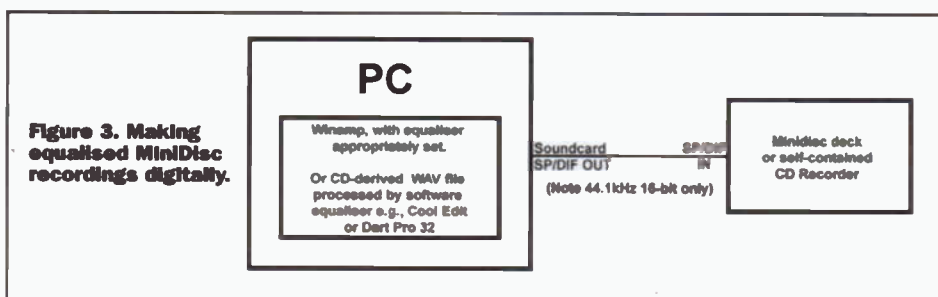 Figure 3. Making
equalised MiniDisc
recordings digitally.
PC
Winamp, with equaliser
appropriately set.
Or CD-derived WAV file
processed by software
equaliser e.g., Cool Edit
or Dart Pro 32
Soundcard
SP/DIF OUT
SP/DIF
IN
(Note 44.1kHz 16-bit only)
Minidisc deck
or self-contained
CD Recorder